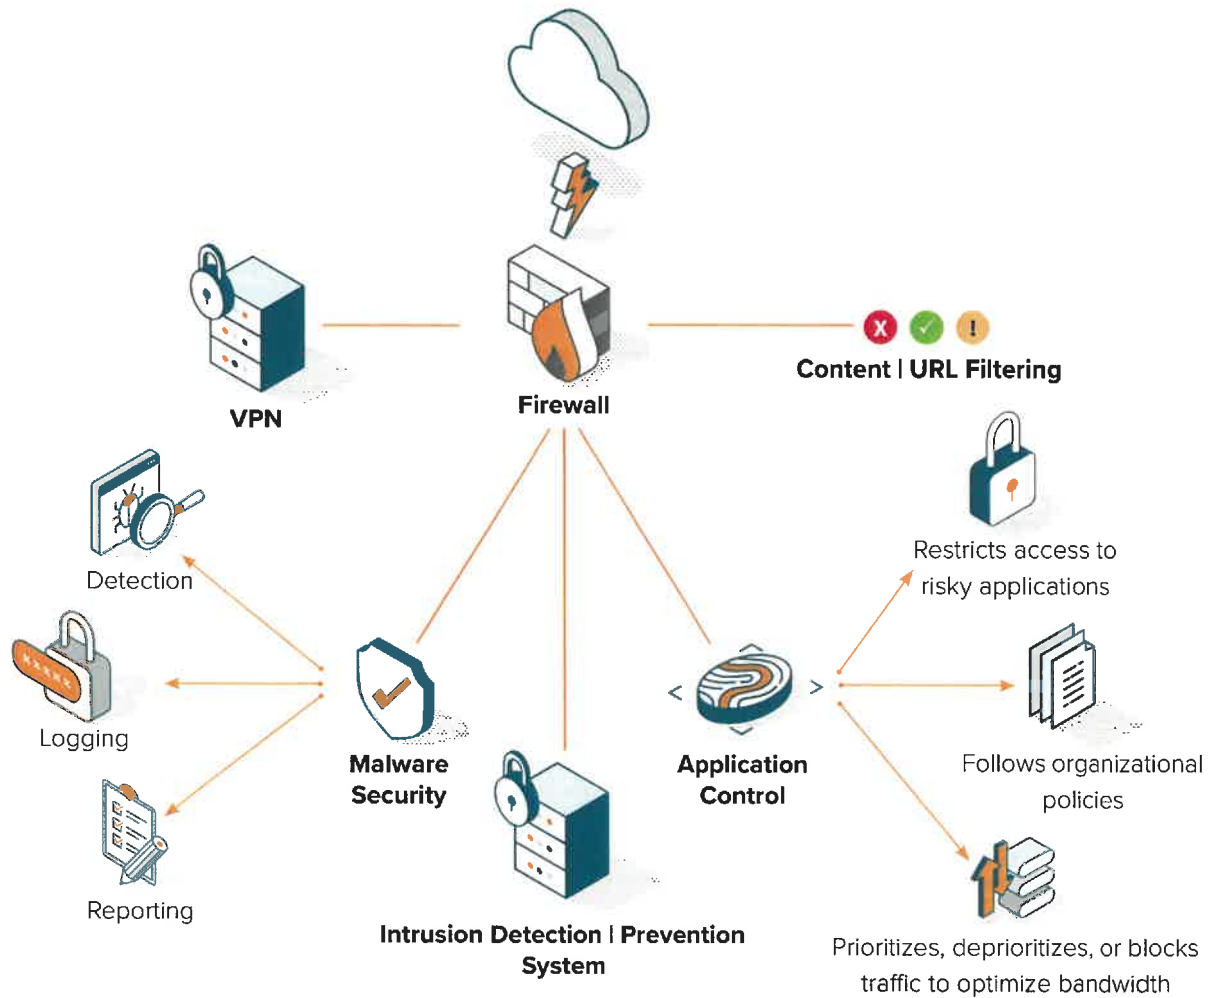 VPN
Firewall
X
!
Content | URL Filtering
Detection
Logging
xxxxx
Reporting
Malware
Security
Intrusion Detection | Prevention
System
Application
Control
Restricts access to
risky applications
Follows organizational
policies
Prioritizes, deprioritizes, or blocks
traffic to optimize bandwidth